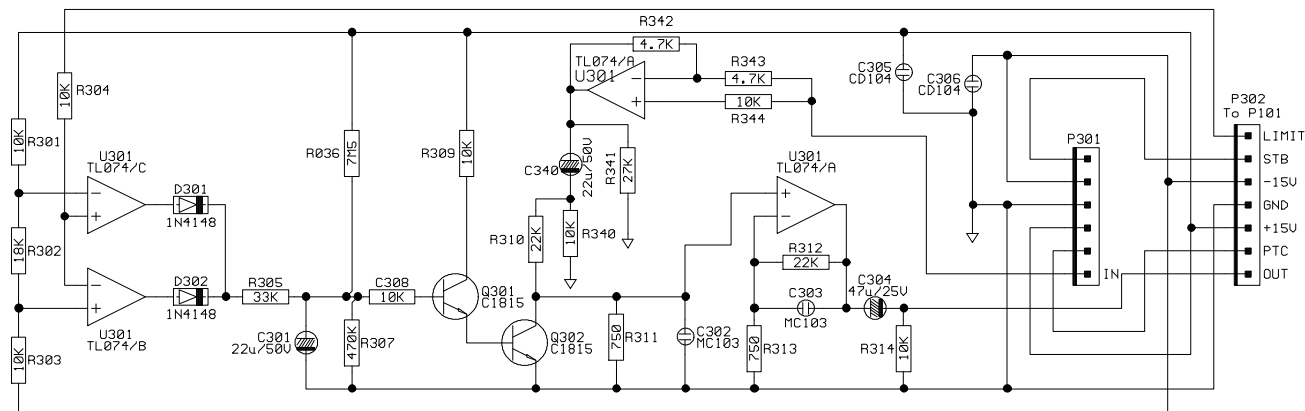 R342
4.7K
TL074/A
U301
R343
4.7K
10K
R344
C305
CD104
C306
CD104
P302
To P101
R304
10K
10K
R301
R036
7M5
R309
10K
C340
22u/50V
R341
27K
P301
LIMIT
STB
-15V
GND
+15V
PTC
OUT
IN
U301
TL074/C
D301
1N4148
U301
TL074/A
18K
R302
R310
22K
10K
R340
R312
22K
D302
1N4148
R305
33K
C308
10K
Q301
C1815
C304
47u/25V
C303
MC103
U301
TL074/B
C301
22u/50V
470K
R307
Q302
C1815
750
R311
C302
MC103
750
R313
R314
10K
10K
R303